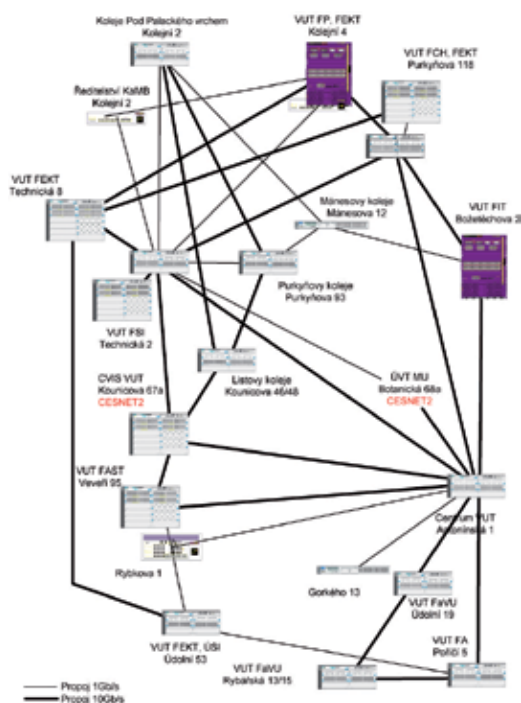 Koleje Pod Palackého vrchem
Kolejní 2
VUT FP, FEKT
Kolejní 4
VUT FCH, FEKT
Purkyňova 118
Ředitelství KaMB
Kolejní 2
VUT FEKT
Technická 8
Mánesovy koleje
Mánesova 12
VUT FIT
Božetěchova 2
Purkyňovy koleje
Purkyňova 93
VUT FSI
Technická 2
CVIS VUT
Kounicova 67a
CESNET2
Listovy koleje
Kounicova 46/48
ÚVT MU
Botanická 68a
CESNET2
VUT FAST
Veveří 95
Centrum VUT
Antonínská 1
Rybkova 1
Gorkého 13
VUT FaVU
Údolní 19
VUT FEKT, ÚSI
Údolní 53
VUT FaVU
Rybářská 13/15
VUT FA
Poříčí 5
Propoj 1Gb/s
Propoj 10Gb/s